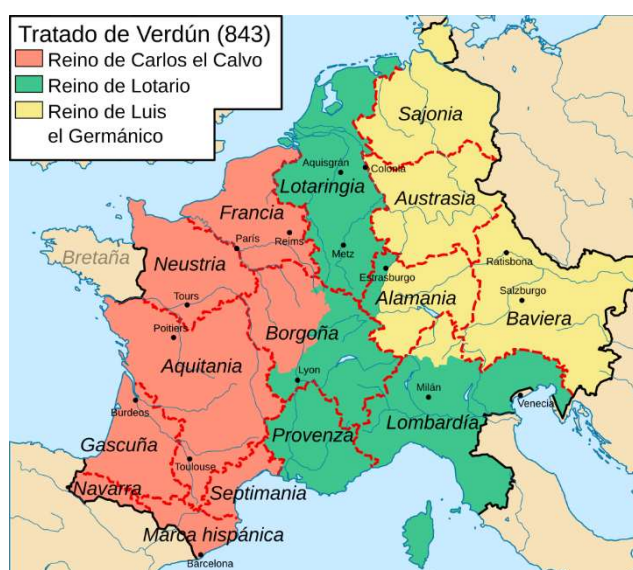 Tratado de Verdún (843)
Reino de Carlos el Calvo
Reino de Lotario
Reino de Luis
el Germánico
Sajonia
Aquisgrán
Colonia
Lotaringia
Austrasia
Francia
Reims
París
Metz
Bretaña
Neustria
Estrasburgo
Ratisbona
Alamania
Salzburgo
Baviera
Tours
Poitiers
Borgoña
Aquitania
Lyon
Milán
Venecia
Burdeos
Provenza
Lombardía
Gascuña
Toulouse
Navarra
Septimania
Marca hispánica
Barcelona